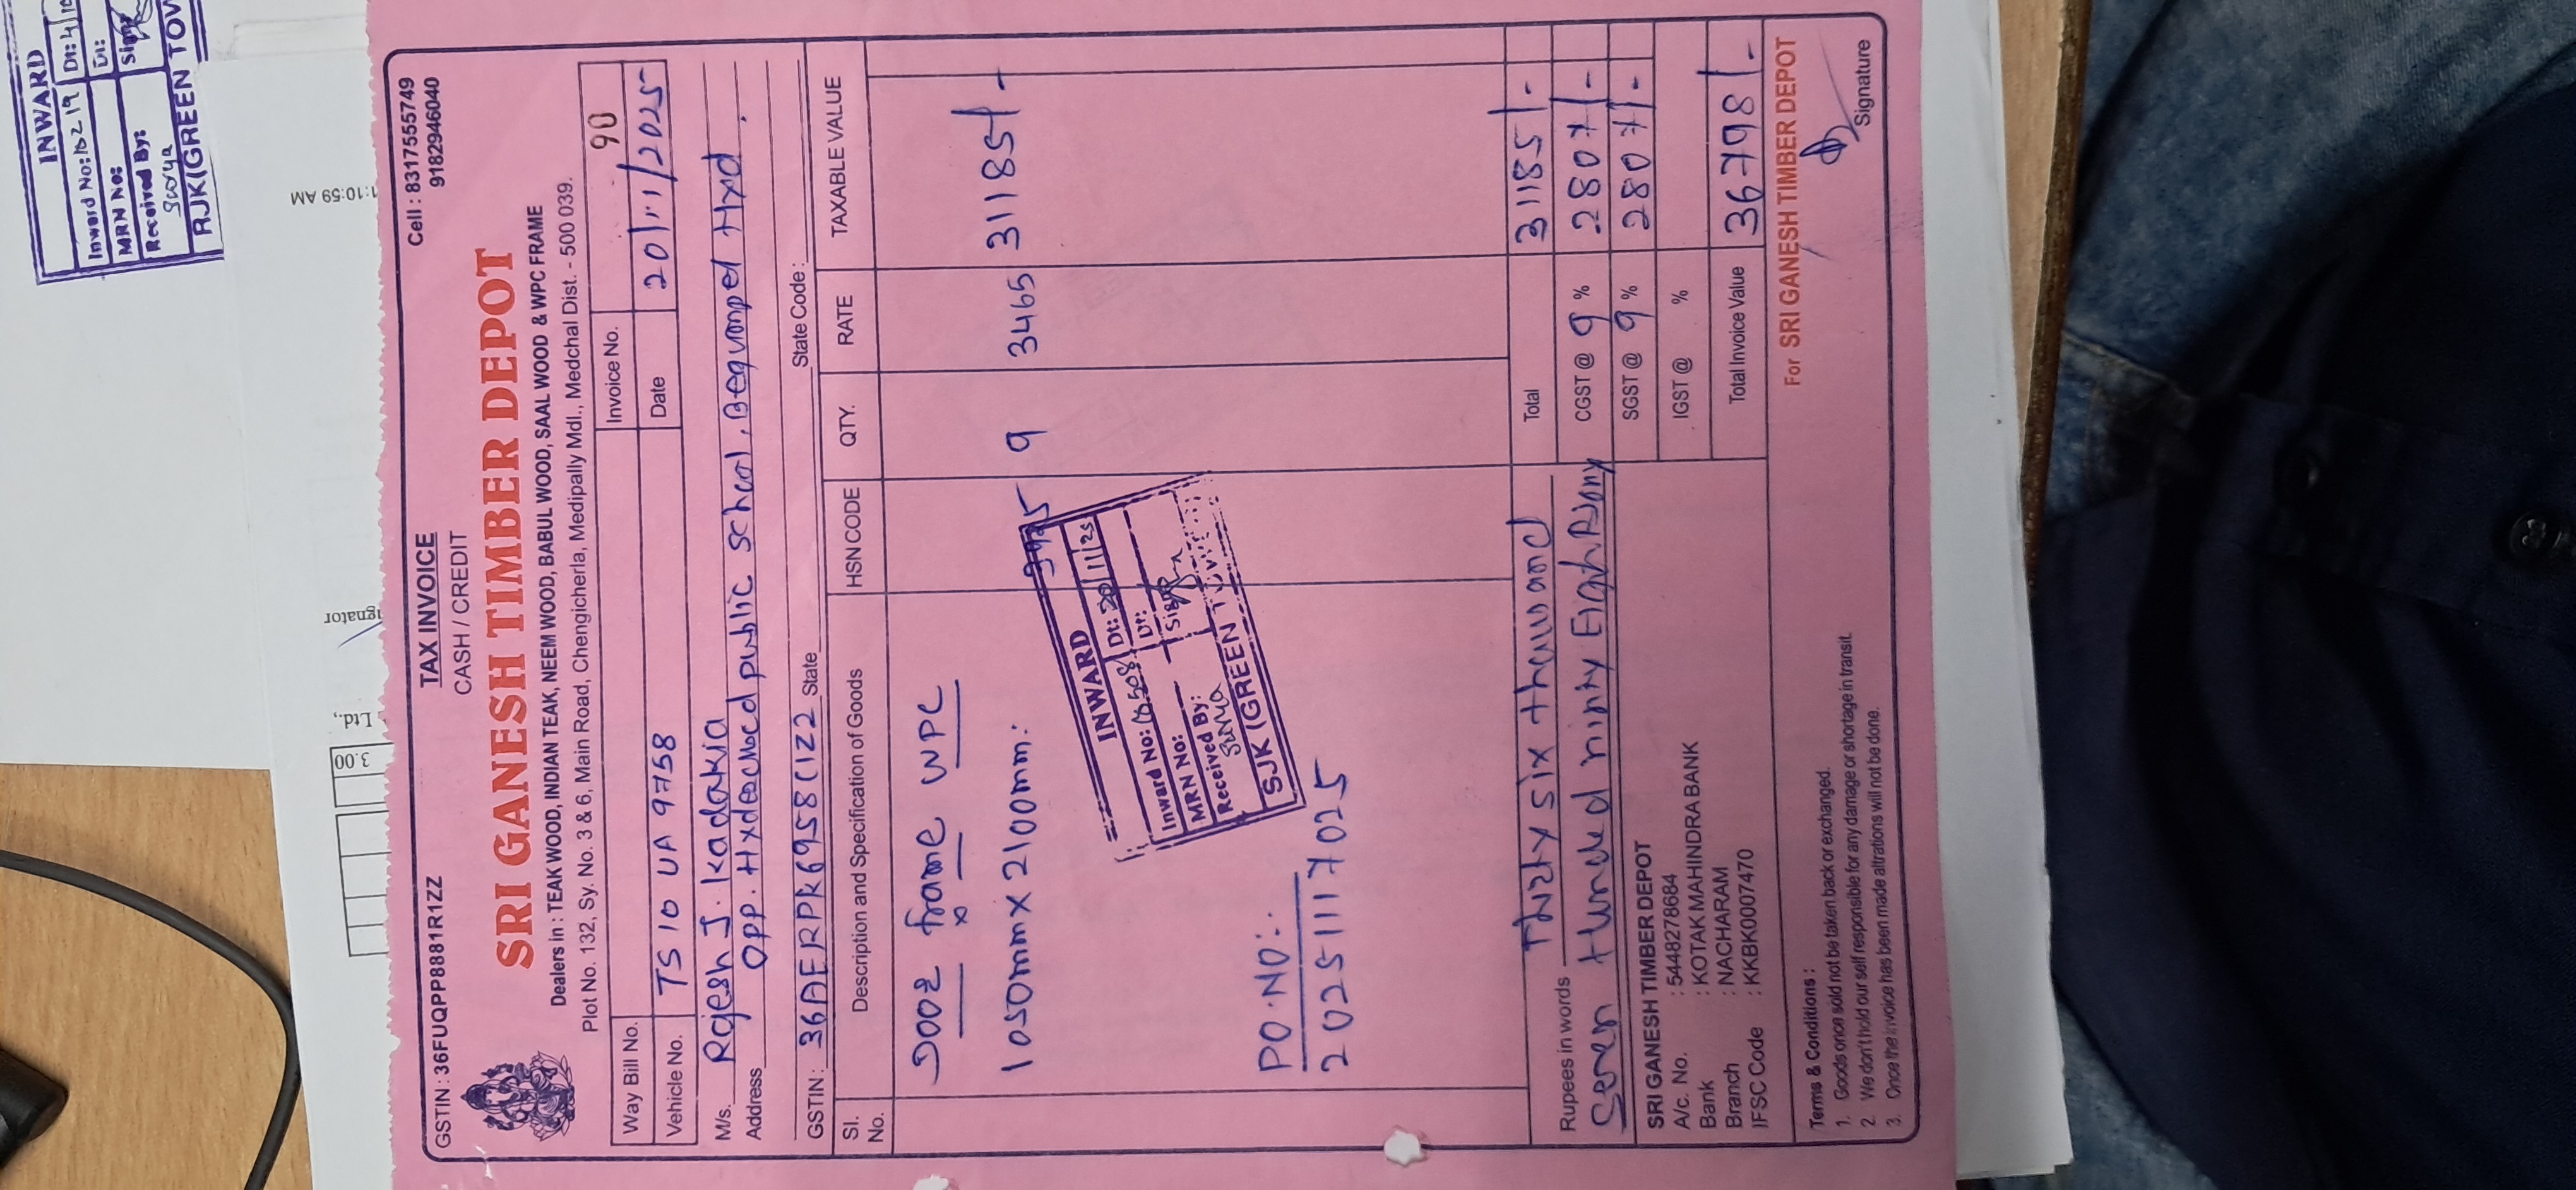 GSTIN : 36FUQPP8881R1ZZ
TAX INVOICE
Cell : 8317555749
9182946040
CASH / CREDIT
SRI GANESH TIMBER DEPOT
Dealers in : TEAK WOOD, INDIAN TEAK, NEEM WOOD, BABUL WOOD, SAAL WOOD & WPC FRAME
Plot No. 132, Sy. No. 3 & 6, Main Road, Chengicherla, Medipally Mdl., Medchal Dist. - 500 039.
Way Bill No. Invoice No. 90
Vehicle No. TS 10 UA 9758 Date 20/11/2025
M/s. Rajesh J. Kadakia
Address Opp. Hyderabad public school, Begumpet Hyd.
GSTIN: 36AERPK6958C1Z2 State State Code :
Sl. No. Description and Specification of Goods HSN CODE QTY. RATE TAXABLE VALUE
Door frame WPC
1050mm x 2100mm: 3925 9 3465 31185/-
INWARD
Inward No: Dt: 20/11/25
MRN No: Dt:
Received By: Sign
Surya
SJK (GREEN
PO.NO:.
20251117025
Rupees in words Thirty six thousand
Seven Hundred ninty Eight Rsony
Total 31185/-
CGST @ 9 % 2807/-
SGST @ 9 % 2807/-
IGST @ %
Total Invoice Value 36798/-
SRI GANESH TIMBER DEPOT
A/c. No. : 5448278684
Bank : KOTAK MAHINDRA BANK
Branch : NACHARAM
IFSC Code : KKBK0007470
For SRI GANESH TIMBER DEPOT
Signature
Terms & Conditions :
1. Goods once sold not be taken back or exchanged.
2. We don't hold our self responsible for any damage or shortage in transit.
3. Once the invoice has been made altrations will not be done.
INWARD
Inward No: Dt: 4/10
MRN No: Dt:
Received By: Sign
RJK (GREEN TOW
1:10:59 AM
gnator
Ltd.,
3.00